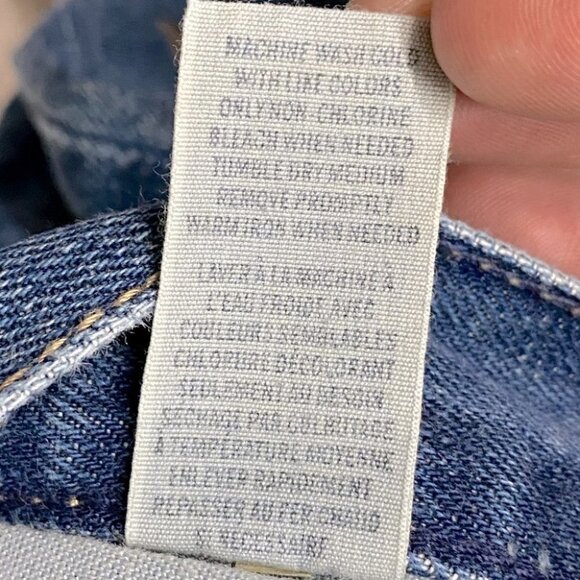 MACHINE WASH COLD
WITH LIKE COLORS
ONLY NON-CHLORINE
BLEACH WHEN NEEDED
TUMBLE DRY MEDIUM
REMOVE PROMPTLY
WARM IRON WHEN NEEDED
LAVER À LA MACHINE À
L'EAU FROIDE AVEC
COULEURS SEMBLABLES
CHLORURE DÉCOLORANT
SEULEMENT AU BESOIN
SÉCHAGE PAR CULBUTAGE
À TEMPÉRATURE MOYENNE
ENLEVER RAPIDEMENT
REPASSER AU FER CHAUD
SI NÉCESSAIRE